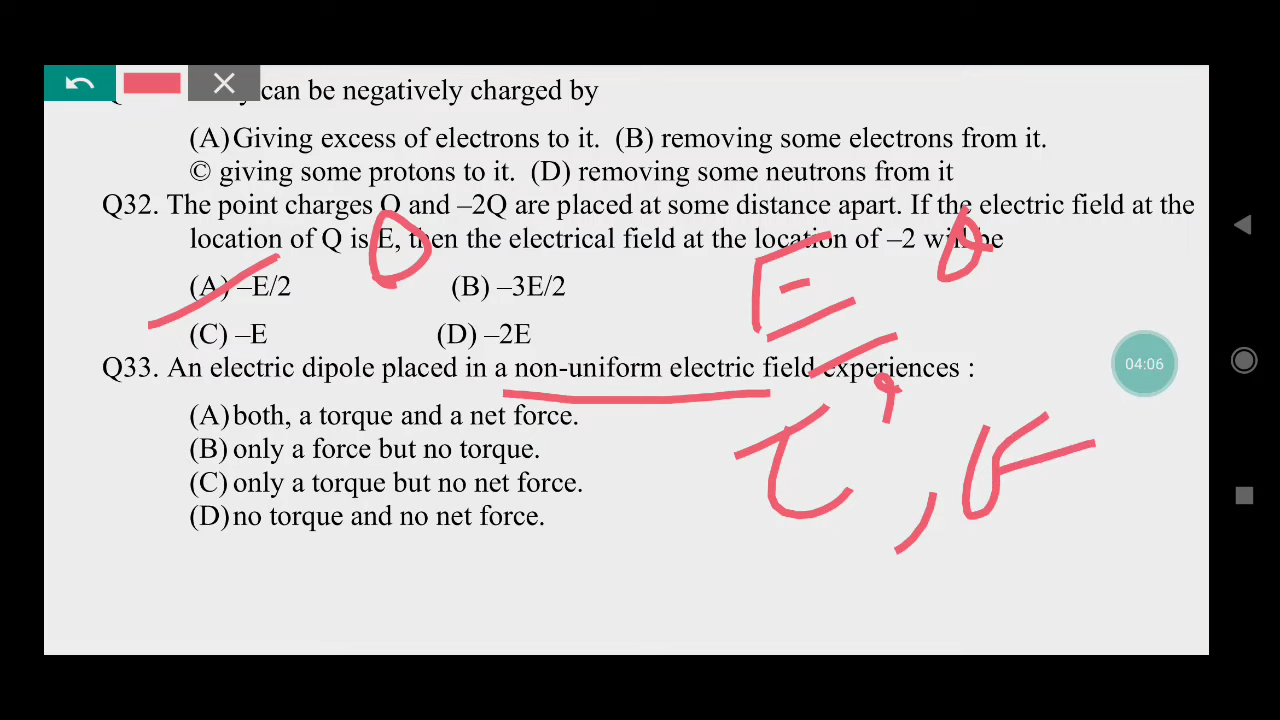 can be negatively charged by
(A) Giving excess of electrons to it. (B) removing some electrons from it.
© giving some protons to it. (D) removing some neutrons from it
Q32. The point charges Q and –2Q are placed at some distance apart. If the electric field at the
location of Q is E, then the electrical field at the location of –2 will be
(A) –E/2 (B) –3E/2
(C) –E (D) –2E
Q33. An electric dipole placed in a non-uniform electric field experiences :
(A) both, a torque and a net force.
(B) only a force but no torque.
(C) only a torque but no net force.
(D) no torque and no net force.
04:06